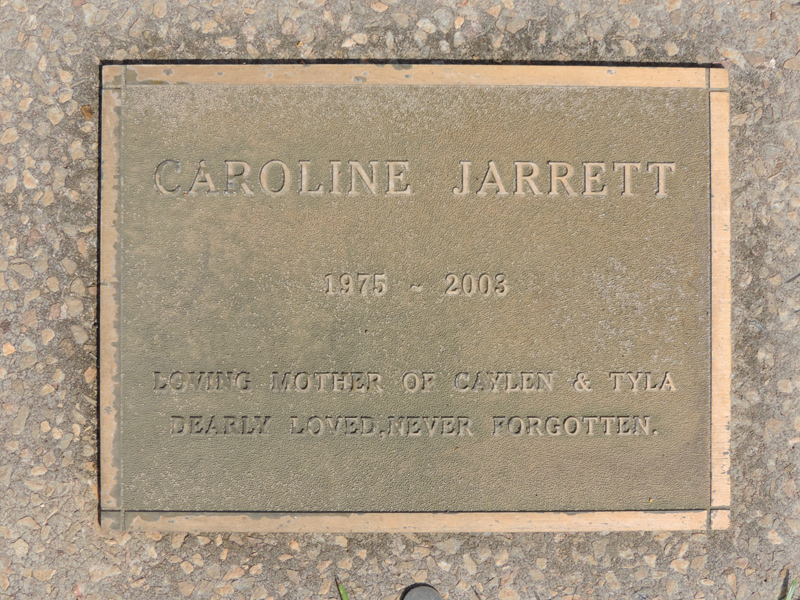 CAROLINE JARRETT
1975 ~ 2003
LOVING MOTHER OF CAYLEN & TYLA
DEARLY LOVED,NEVER FORGOTTEN.